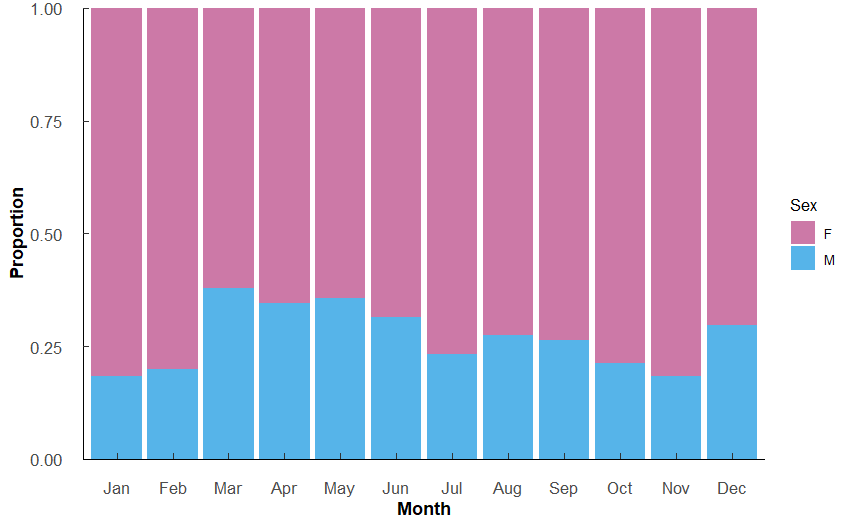 1.00
0.75
0.50
0.25
0.00
Proportion
Jan Feb Mar Apr May Jun Jul Aug Sep Oct Nov Dec
Month
Sex
F
M